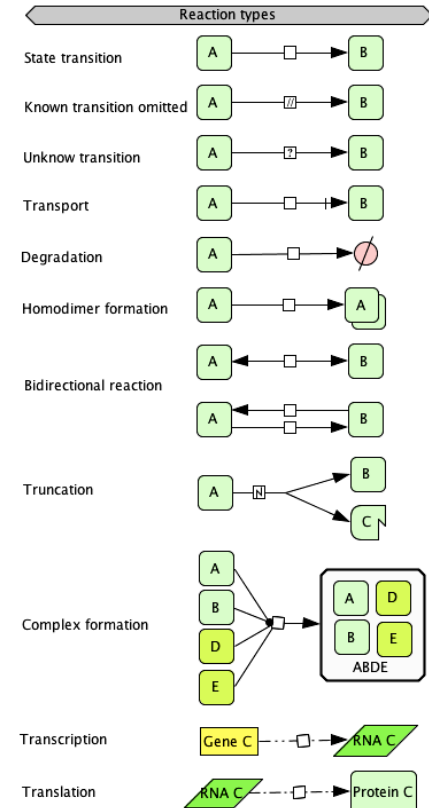 Reaction types
State transition A B
Known transition omitted A // B
Unknow transition A ? B
Transport A B
Degradation A
Homodimer formation A A
A B
Bidirectional reaction
A B
B
Truncation A N
C
A
B
Complex formation A D
D B E
E ABDE
Transcription Gene C RNA C
Translation RNA C Protein C